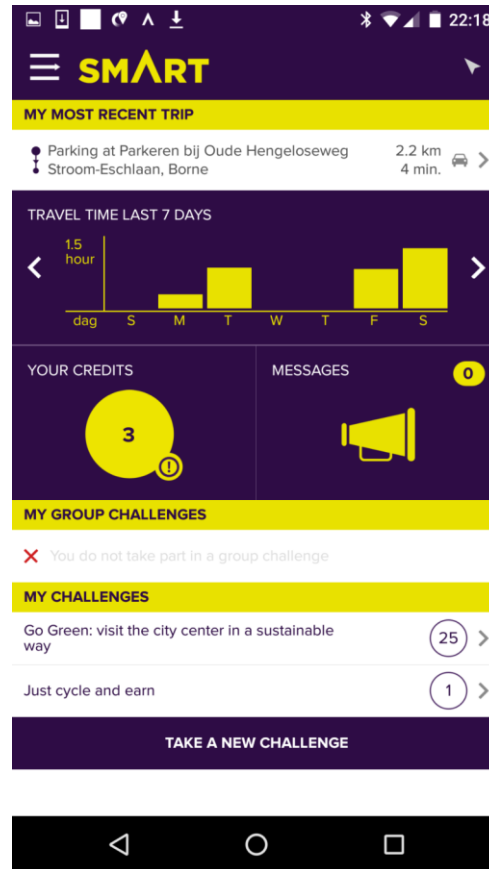 22:18
SMART
MY MOST RECENT TRIP
Parking at Parkeren bij Oude Hengeloseweg
Stroom-Eschlaan, Borne
2.2 km
4 min.
TRAVEL TIME LAST 7 DAYS
1.5
hour
dag S M T W T F S
YOUR CREDITS
3
MESSAGES
0
MY GROUP CHALLENGES
You do not take part in a group challenge
MY CHALLENGES
Go Green: visit the city center in a sustainable
way
25
Just cycle and earn
1
TAKE A NEW CHALLENGE